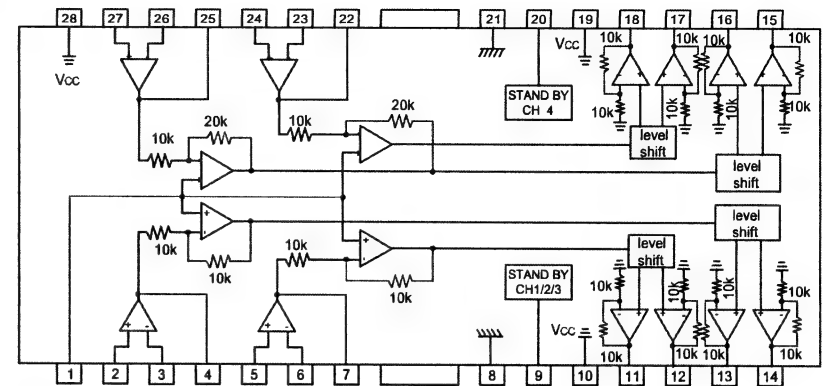 28 27 26 25 24 23 22 21 20 19 18 17 16 15
Vcc
Vcc
10k 10k 10k 10k
STAND BY
CH 4
10k 10k 10k 10k
10k 20k 10k 20k
level
shift
level
shift
level
shift
level
shift
10k 10k 10k 10k
STAND BY
CH1/2/3
10k 10k 10k 10k
Vcc
10k 10k 10k 10k
1 2 3 4 5 6 7 8 9 10 11 12 13 14